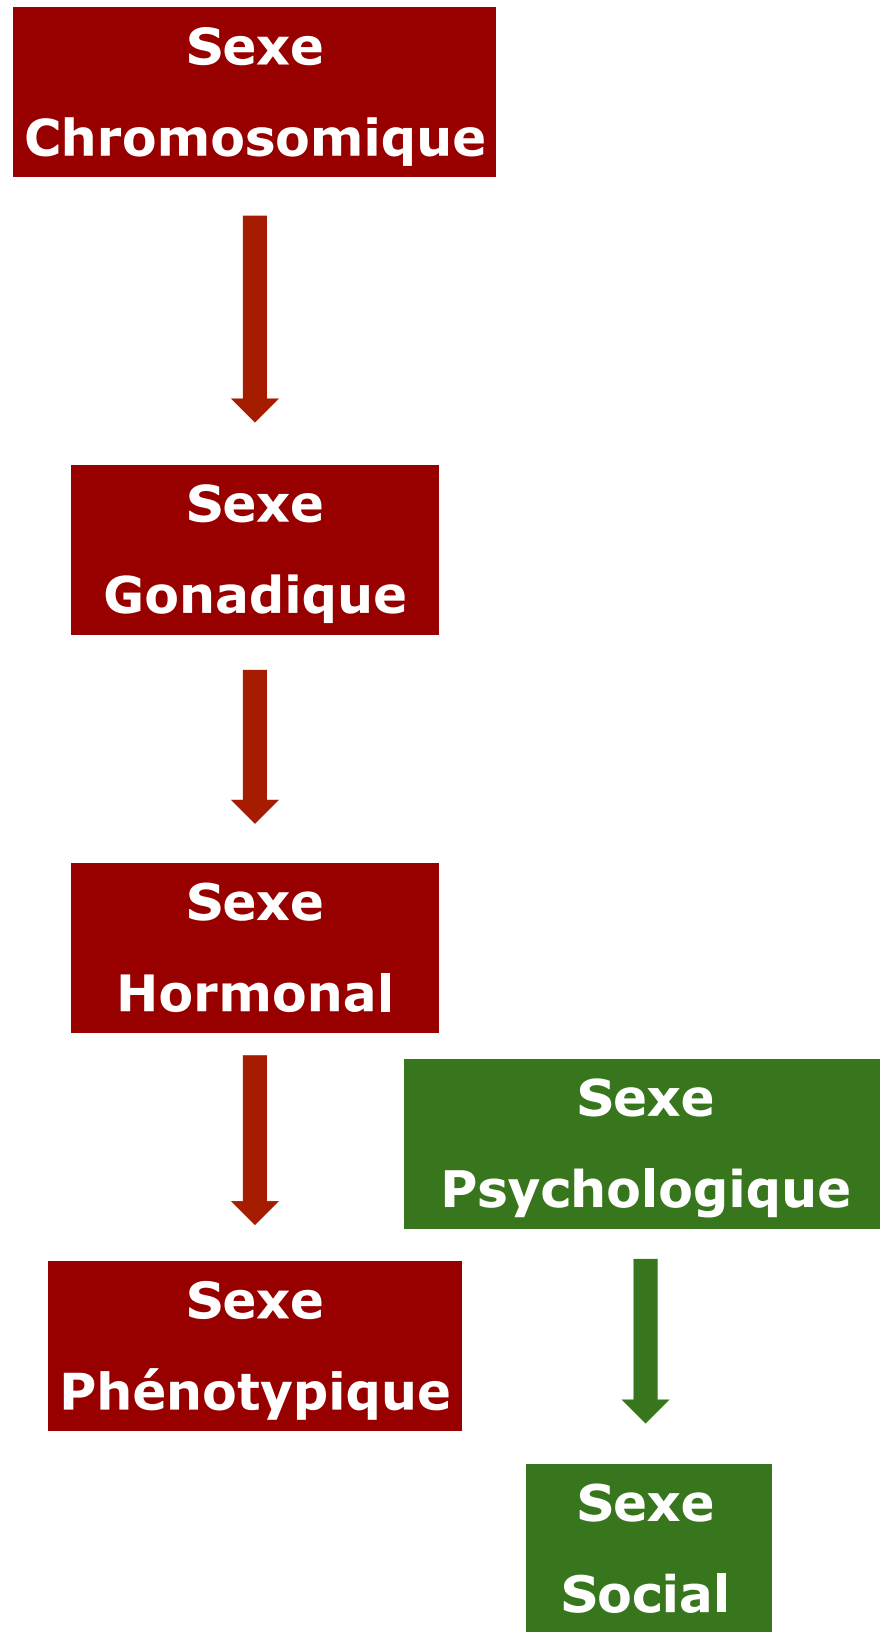 Sexe
Chromosomique
Sexe
Gonadique
Sexe
Hormonal
Sexe
Psychologique
Sexe
Phénotypique
Sexe
Social